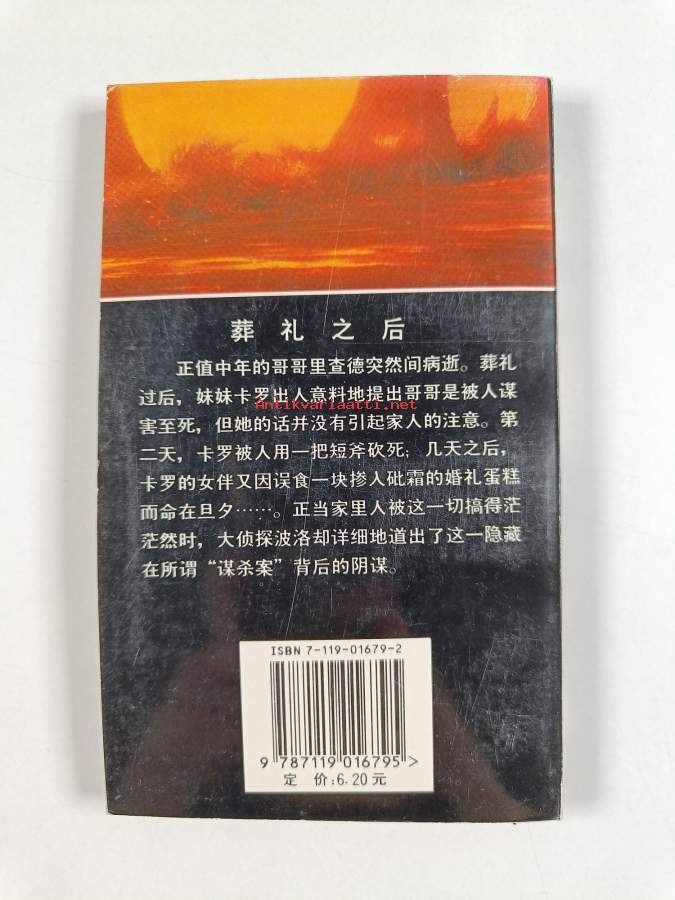 葬礼之后
正值中年的哥哥里查德突然间病逝。葬礼
过后，妹妹卡罗出人意料地提出哥哥是被人谋
Antikvariaatti.net
害至死，但她的话并没有引起家人的注意。第
二天，卡罗被人用一把短斧砍死；几天之后，
卡罗的女伴又因误食一块掺人砒霜的婚礼蛋糕
而命在旦夕……。正当家里人被这一切搞得茫
茫然时，大侦探波洛却详细地道出了这一隐藏
在所谓“谋杀案”背后的阴谋。
ISBN 7-119-01679-2
9 787119 016795>
定 价:6.20元